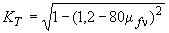 K_T = √(1−(1,2−80μ_fv)²)